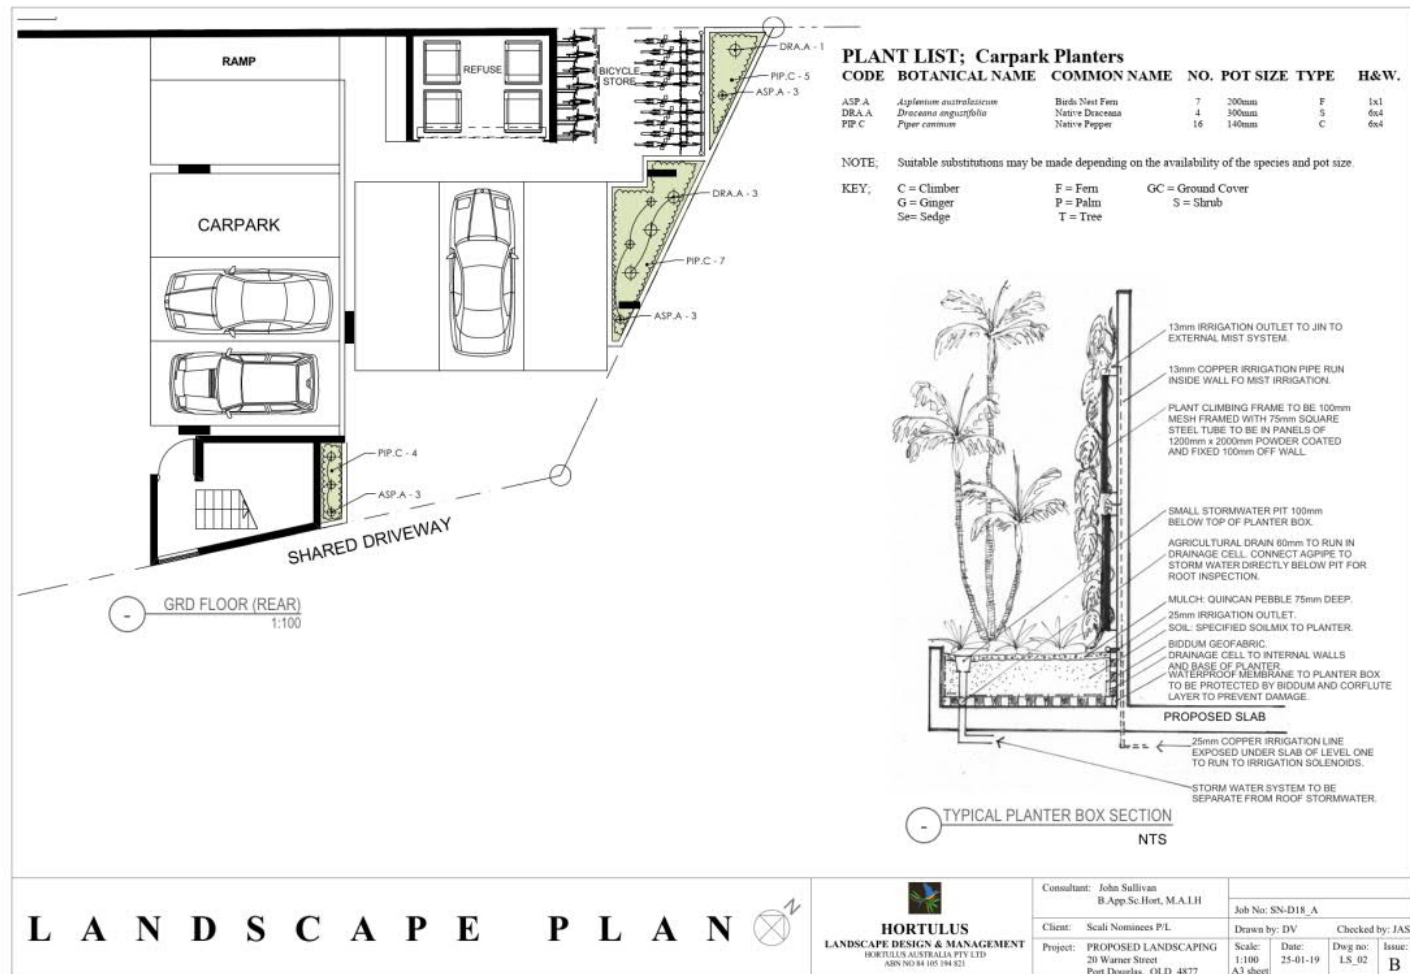 RAMP
REFUSE
BICYCLE
STORE
DRA.A - 1
PIP.C - 5
ASP.A - 3
DRA.A - 3
PIP.C - 7
ASP.A - 3
CARPARK
PIP.C - 4
ASP.A - 3
SHARED DRIVEWAY
- GRD FLOOR (REAR)
1:100
PLANT LIST; Carpark Planters
CODE BOTANICAL NAME COMMON NAME NO. POT SIZE TYPE H&W.
ASP.A Asplenium australasicum Birds Nest Fern 7 200mm F 1x1
DRA.A Draceana angustifolia Native Draceana 4 300mm S 6x4
PIP C Piper caninum Native Pepper 16 140mm C 6x4
NOTE; Suitable substitutions may be made depending on the availability of the species and pot size.
KEY; C = Climber F = Fern GC = Ground Cover
G = Ginger P = Palm S = Shrub
Se= Sedge T = Tree
13mm IRRIGATION OUTLET TO JIN TO
EXTERNAL MIST SYSTEM.
13mm COPPER IRRIGATION PIPE RUN
INSIDE WALL FO MIST IRRIGATION.
PLANT CLIMBING FRAME TO BE 100mm
MESH FRAMED WITH 75mm SQUARE
STEEL TUBE TO BE IN PANELS OF
1200mm x 2000mm POWDER COATED
AND FIXED 100mm OFF WALL.
SMALL STORMWATER PIT 100mm
BELOW TOP OF PLANTER BOX.
AGRICULTURAL DRAIN 60mm TO RUN IN
DRAINAGE CELL. CONNECT AGPIPE TO
STORM WATER DIRECTLY BELOW PIT FOR
ROOT INSPECTION.
MULCH: QUINCAN PEBBLE 75mm DEEP.
25mm IRRIGATION OUTLET.
SOIL: SPECIFIED SOILMIX TO PLANTER.
BIDDUM GEOFABRIC.
DRAINAGE CELL TO INTERNAL WALLS
AND BASE OF PLANTER.
WATERPROOF MEMBRANE TO PLANTER BOX
TO BE PROTECTED BY BIDDUM AND CORFLUTE
LAYER TO PREVENT DAMAGE.
PROPOSED SLAB
25mm COPPER IRRIGATION LINE
EXPOSED UNDER SLAB OF LEVEL ONE
TO RUN TO IRRIGATION SOLENOIDS.
STORM WATER SYSTEM TO BE
SEPARATE FROM ROOF STORMWATER.
- TYPICAL PLANTER BOX SECTION
NTS
LANDSCAPE PLAN
N
HORTULUS
LANDSCAPE DESIGN & MANAGEMENT
HORTULUS AUSTRALIA PTY LTD
ABN NO 84 105 194 821
Consultant: John Sullivan
B.App.Sc.Hort, M.A.I.H
Client: Scali Nominees P/L
Project: PROPOSED LANDSCAPING
20 Warner Street
Port Douglas, QLD 4877
Job No: SN-D18_A
Drawn by: DV Checked by: JAS
Scale: Date: Dwg no: Issue:
1:100 25-01-19 LS_02 B
A3 sheet